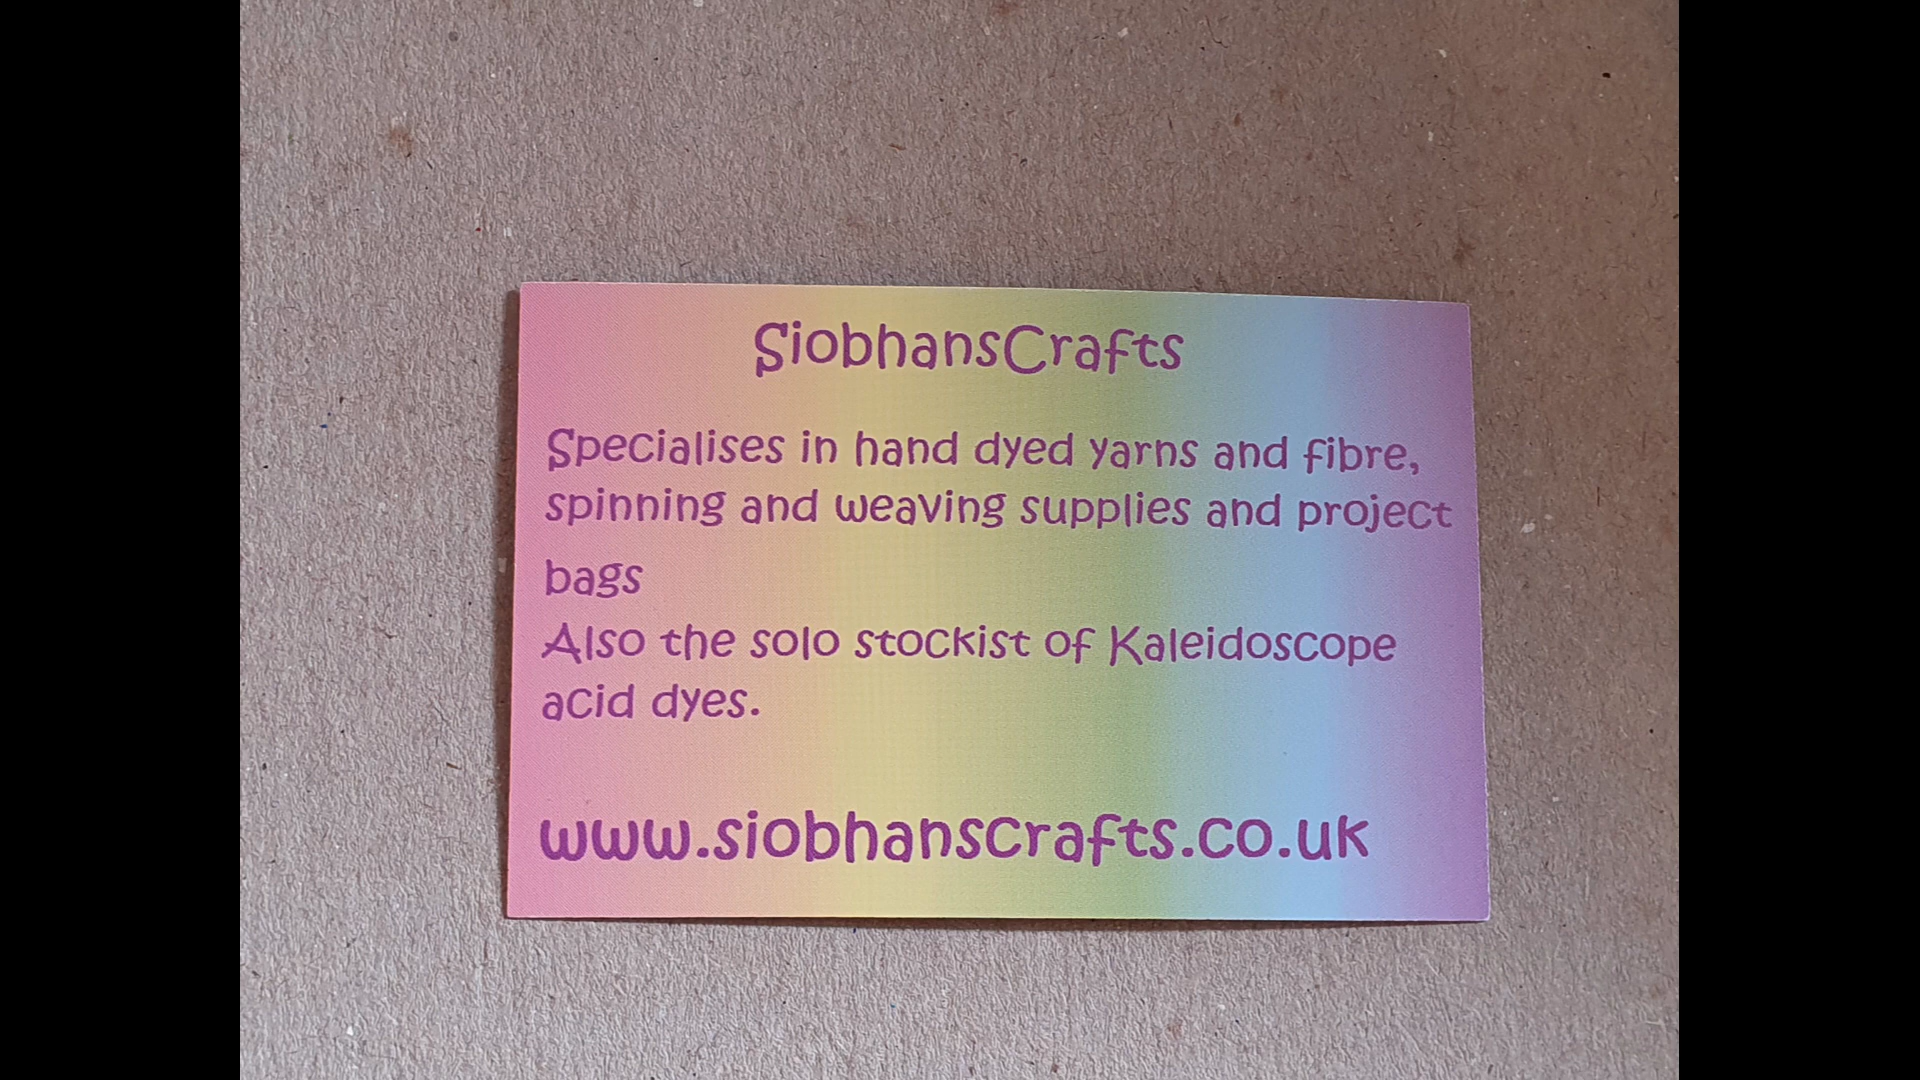 SiobhansCrafts
Specialises in hand dyed yarns and fibre,
spinning and weaving supplies and project
bags
Also the solo stockist of Kaleidoscope
acid dyes.
www.siobhanscrafts.co.uk